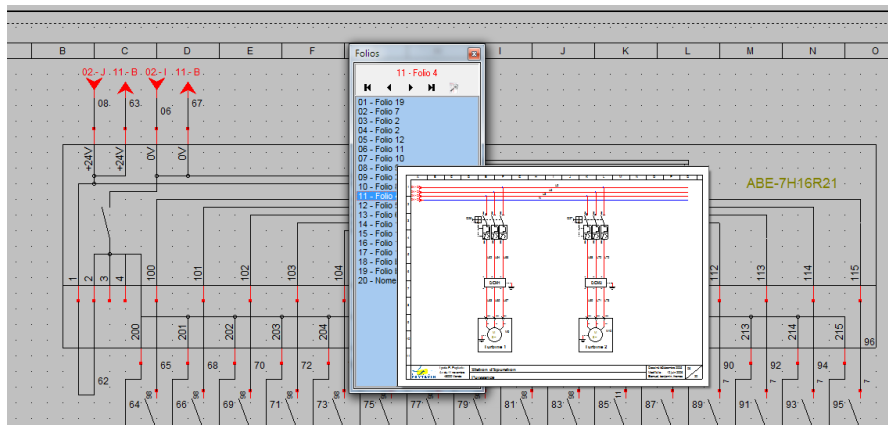 B C D E F I J K L M N O
02.-J 11.-B 02.-I 11.-B
08 63 06 67
+24V +24V 0V 0V
ABE-7H16R21
1 2 3 4 100 101 102 103 104 112 113 114 115
200 201 202 203 204 213 214 215 96
62 65 68 70 72 90 92 94
64 66 69 71 73 75 77 79 81 83 85 87 89 91 93 95
Folios
11 - Folio 4
01 - Folio 19
02 - Folio 7
03 - Folio 2
04 - Folio 2
05 - Folio 12
06 - Folio 11
07 - Folio 10
08 - Folio
09 - Folio
10 - Folio
11 - Folio
12 - Folio
13 - Folio
14 - Folio
15 - Folio
16 - Folio
17 - Folio
18 - Folio
19 - Folio
20 - Nome
Turbine 1 Turbine 2
Station d'épuration